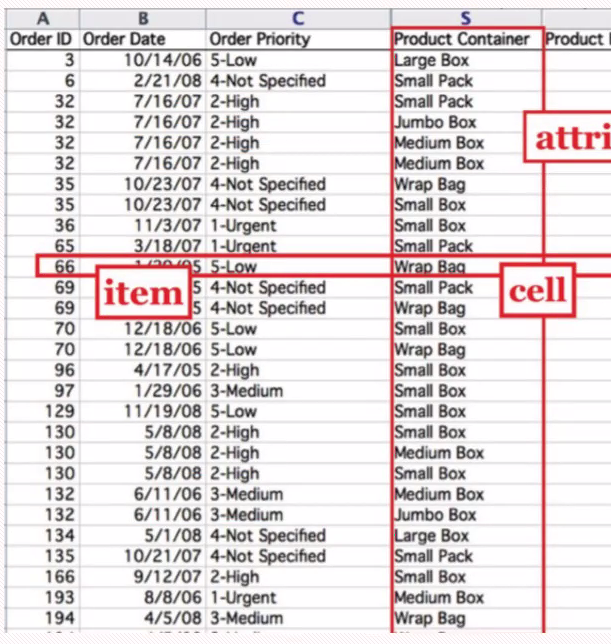 A B C S
Order ID Order Date Order Priority Product Container Product
3 10/14/06 5-Low Large Box
6 2/21/08 4-Not Specified Small Pack
32 7/16/07 2-High Small Pack
32 7/16/07 2-High Jumbo Box
attri
32 7/16/07 2-High Medium Box
32 7/16/07 2-High Medium Box
35 10/23/07 4-Not Specified Wrap Bag
35 10/23/07 4-Not Specified Small Box
36 11/3/07 1-Urgent Small Box
65 3/18/07 1-Urgent Small Pack
66 5-Low Wrap Bag
item
cell
69 5 4-Not Specified Small Pack
69 5 4-Not Specified Wrap Bag
70 12/18/06 5-Low Small Box
70 12/18/06 5-Low Wrap Bag
96 4/17/05 2-High Small Box
97 1/29/06 3-Medium Small Box
129 11/19/08 5-Low Small Box
130 5/8/08 2-High Small Box
130 5/8/08 2-High Medium Box
130 5/8/08 2-High Small Box
132 6/11/06 3-Medium Medium Box
132 6/11/06 3-Medium Jumbo Box
134 5/1/08 4-Not Specified Large Box
135 10/21/07 4-Not Specified Small Pack
166 9/12/07 2-High Small Box
193 8/8/06 1-Urgent Medium Box
194 4/5/08 3-Medium Wrap Bag